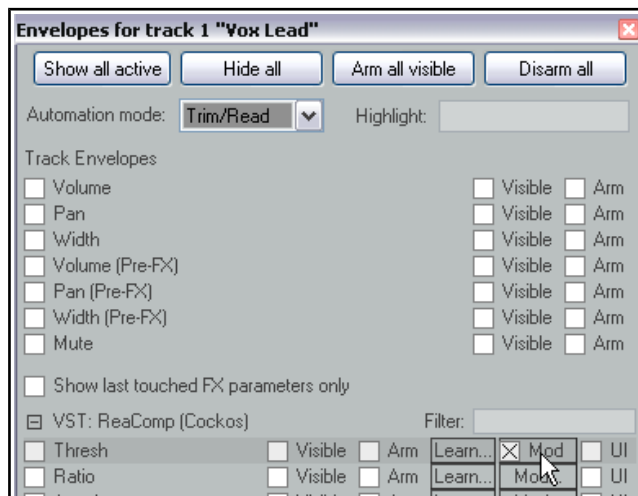 Envelopes for track 1 "Vox Lead"
Show all active Hide all Arm all visible Disarm all
Automation mode: Trim/Read Highlight:
Track Envelopes
Volume Visible Arm
Pan Visible Arm
Width Visible Arm
Volume (Pre-FX) Visible Arm
Pan (Pre-FX) Visible Arm
Width (Pre-FX) Visible Arm
Mute Visible Arm
Show last touched FX parameters only
VST: ReaComp (Cockos) Filter:
Thresh Visible Arm Learn... Mod UI
Ratio Visible Arm Learn... UI